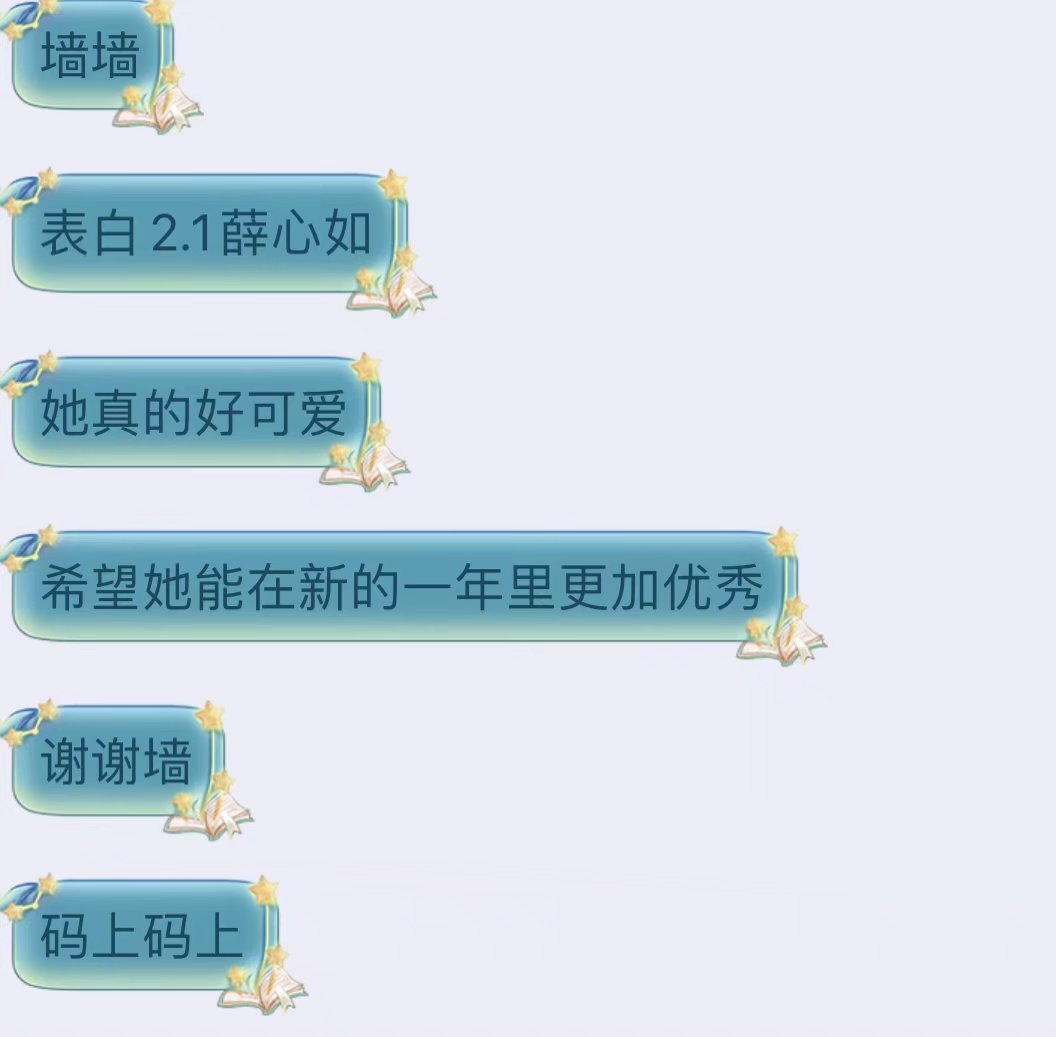 墙墙
表白 2.1薛心如
她真的好可爱
希望她能在新的一年里更加优秀
谢谢墙
码上码上